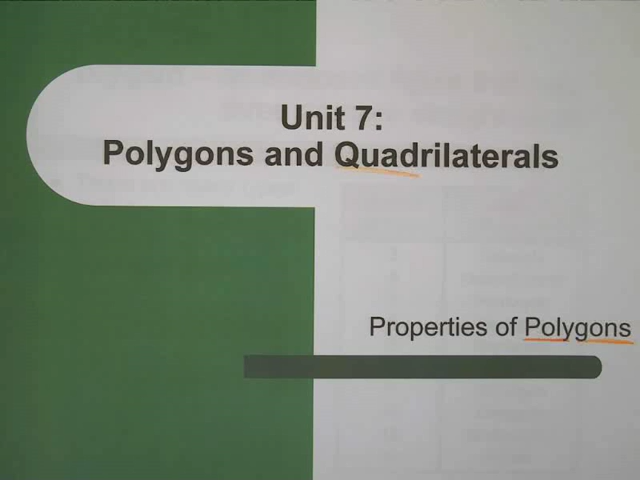 Unit 7:
Polygons and Quadrilaterals
Properties of Polygons